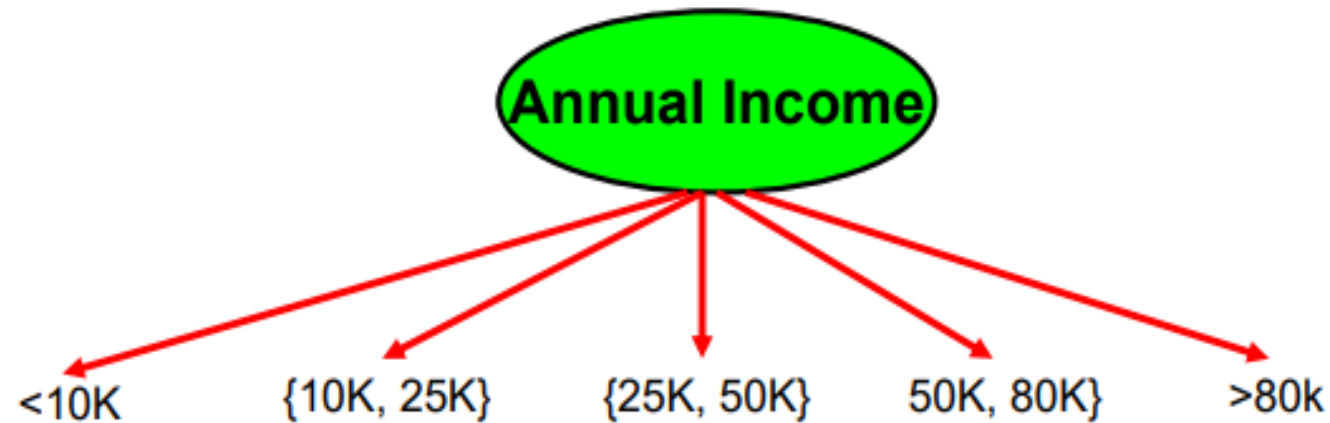 Annual Income
<10K
{10K, 25K}
{25K, 50K}
50K, 80K}
>80k